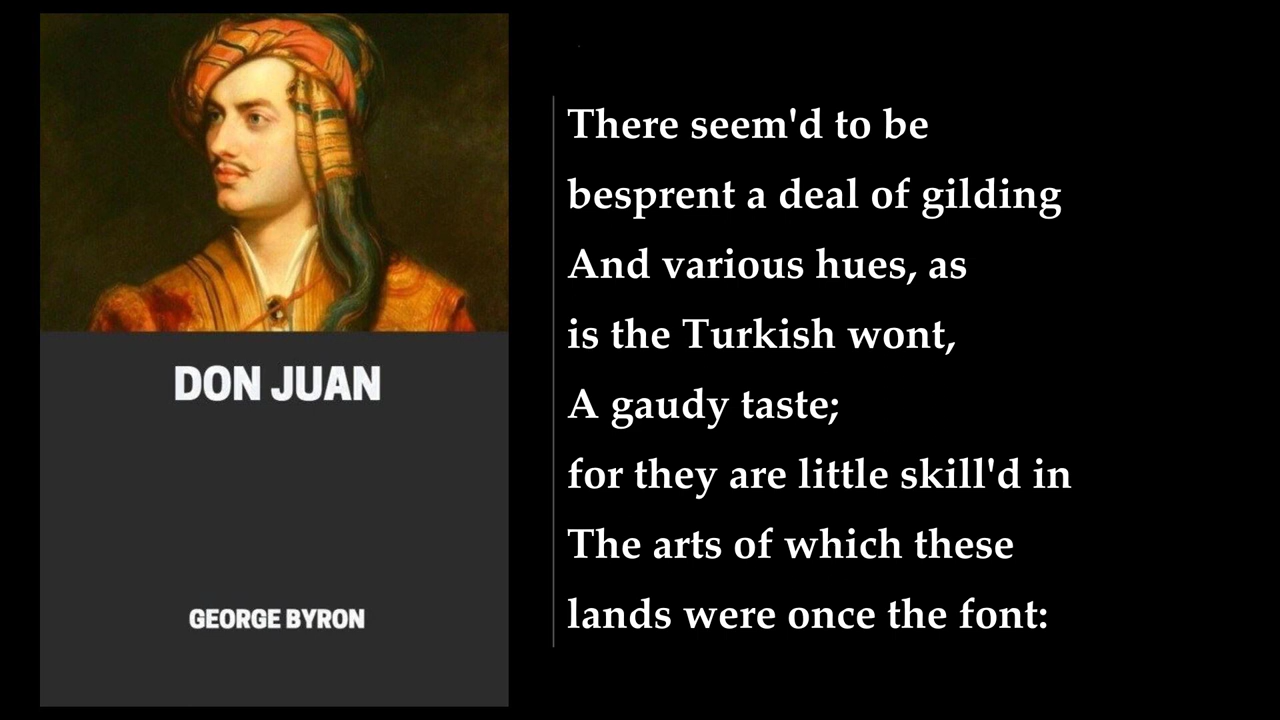 DON JUAN
GEORGE BYRON
There seem'd to be
besprent a deal of gilding
And various hues, as
is the Turkish wont,
A gaudy taste;
for they are little skill'd in
The arts of which these
lands were once the font: